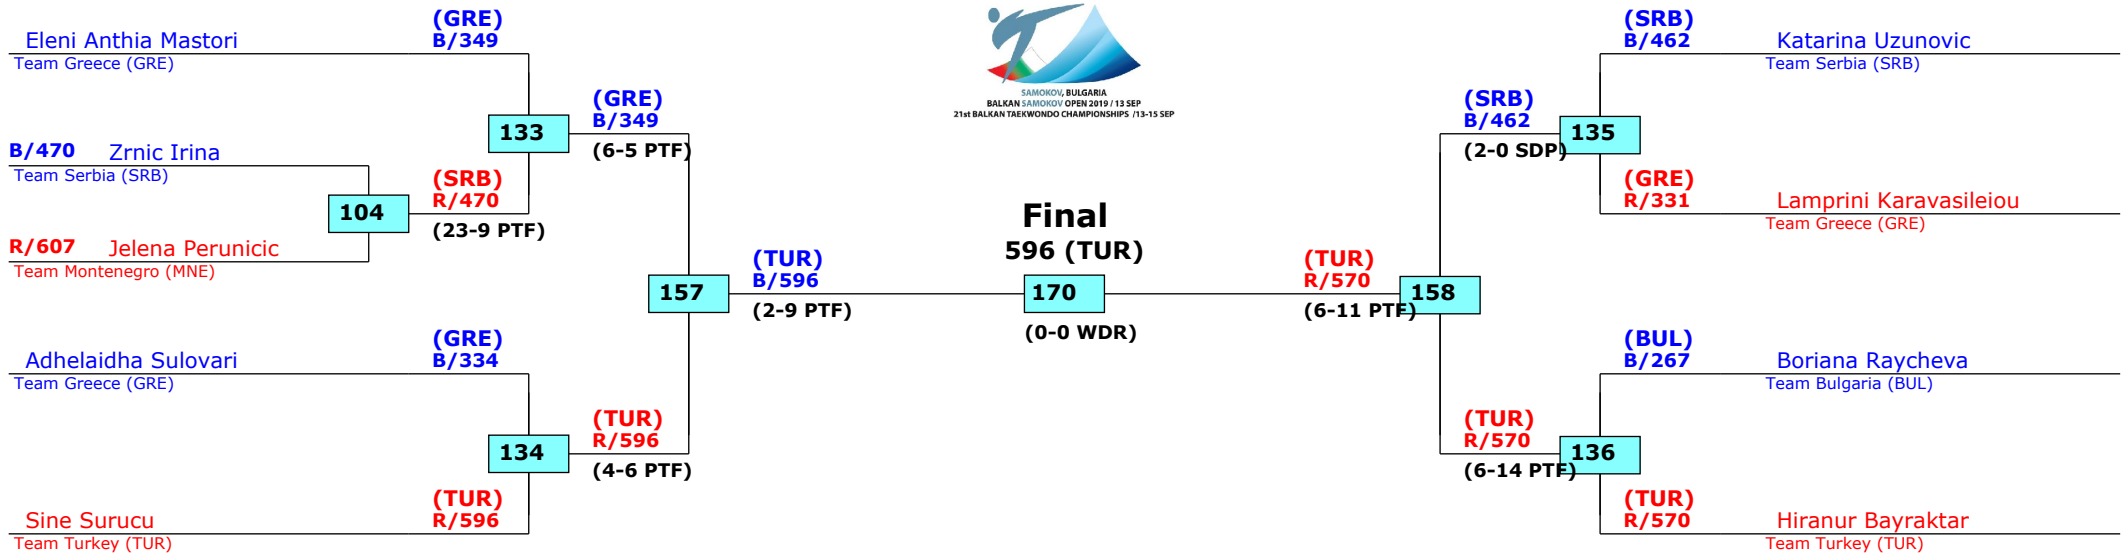 (GRE)
Eleni Anthia Mastori B/349
Team Greece (GRE)
133
(GRE)
B/349
(6-5 PTF)
B/470 Zrnic Irina
Team Serbia (SRB)
104
(SRB)
R/470
(23-9 PTF)
R/607 Jelena Perunicic
Team Montenegro (MNE)
157
(TUR)
B/596
(2-9 PTF)
(GRE)
Adhelaidha Sulovari B/334
Team Greece (GRE)
134
(TUR)
R/596
(4-6 PTF)
(TUR)
Sine Surucu R/596
Team Turkey (TUR)
SAMOKOV, BULGARIA
BALKAN SAMOKOV OPEN 2019 / 13 SEP
21st BALKAN TAEKWONDO CHAMPIONSHIPS /13-15 SEP
Final
596 (TUR)
170
(0-0 WDR)
(SRB)
B/462 Katarina Uzunovic
Team Serbia (SRB)
(SRB)
B/462
(2-0 SDP)
135
(GRE)
R/331 Lamprini Karavasileiou
Team Greece (GRE)
(TUR)
R/570
(6-11 PTF)
158
(BUL)
B/267 Boriana Raycheva
Team Bulgaria (BUL)
(TUR)
R/570
(6-14 PTF)
136
(TUR)
R/570 Hiranur Bayraktar
Team Turkey (TUR)